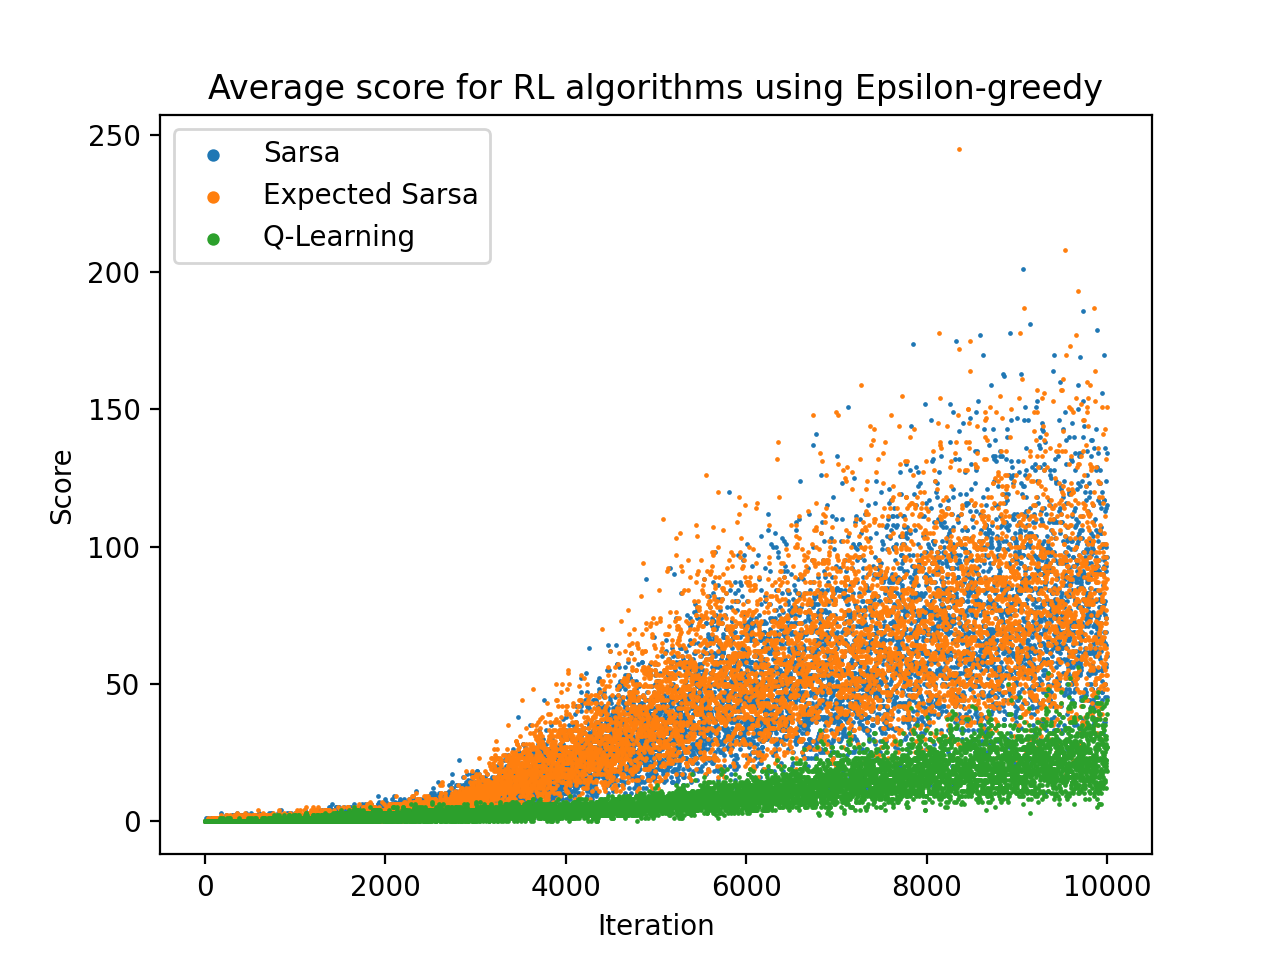 Average score for RL algorithms using Epsilon-greedy
Sarsa
Expected Sarsa
Q-Learning
Score
250
200
150
100
50
0
0 2000 4000 6000 8000 10000
Iteration